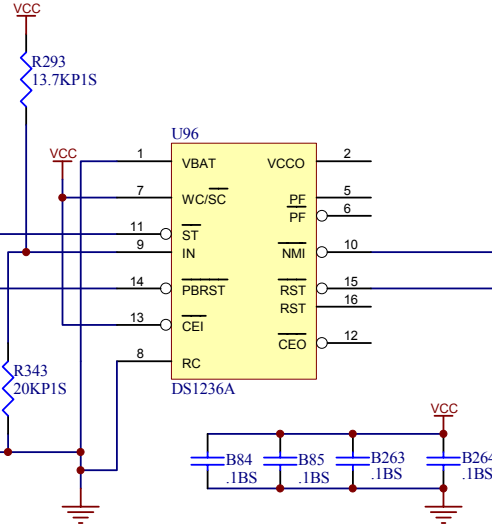 VCC
R293
13.7KP1S
U96
VCC
1 VBAT VCCO 2
7 WC/SC PF 5
PF 6
11 ST
9 IN NMI 10
14 PBRST RST 15
RST 16
13 CEI CEO 12
8 RC
R343
20KP1S
DS1236A
VCC
B84 B85 B263 B264
.1BS .1BS .1BS .1BS